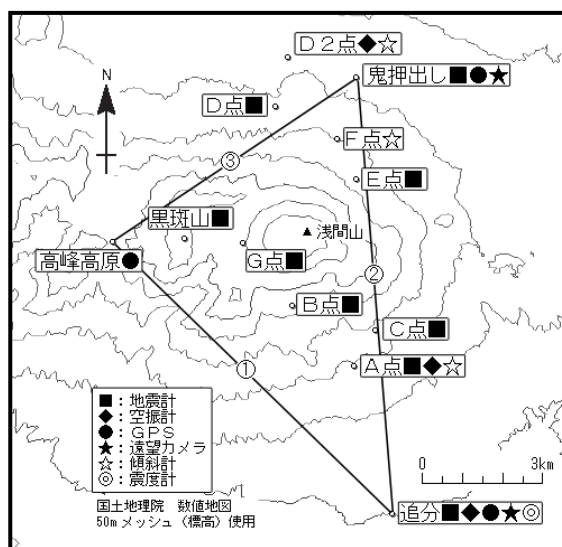 D2点◆☆
鬼押出し■●★
N
D点■
F点☆
③
E点■
黒斑山■
▲浅間山
高峰高原●
G点■
②
B点■
C点■
①
A点■◆☆
■：地震計
◆：空振計
●：GPS
★：遠望カメラ
☆：傾斜計
◎：震度計
0 3km
国土地理院 数値地図
50mメッシュ（標高）使用
追分■◆●★◎